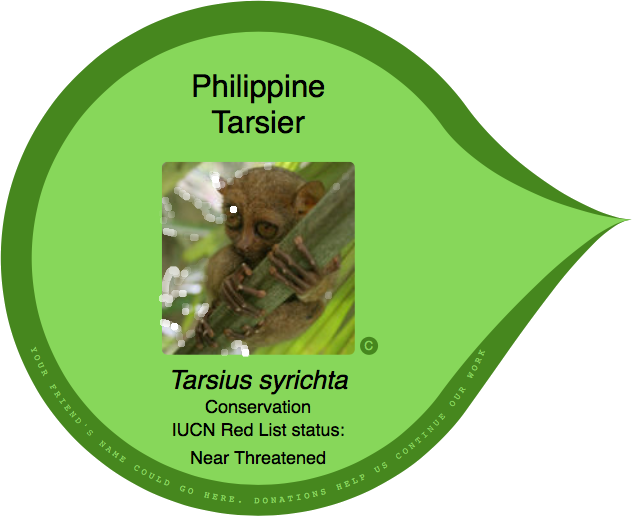 Philippine
Tarsier
C
Tarsius syrichta
Conservation
IUCN Red List status:
Near Threatened
YOUR FRIEND'S NAME COULD GO HERE. DONATIONS HELP US CONTINUE OUR WORK